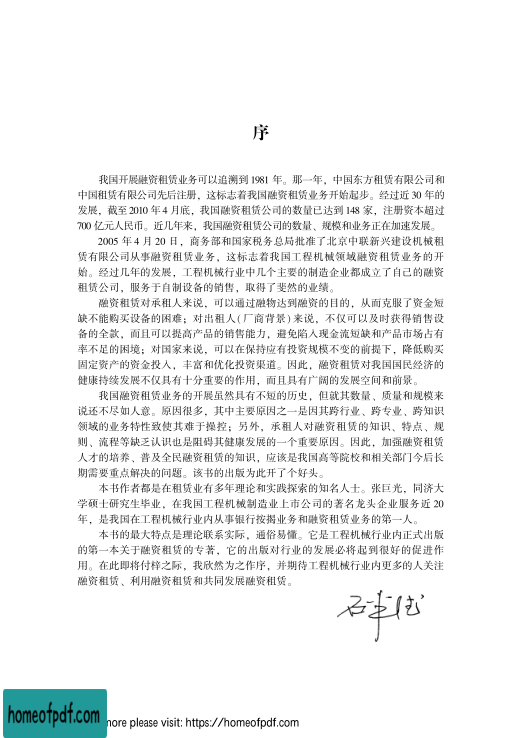 序
我国开展融资租赁业务可以追溯到 1981 年。那一年，中国东方租赁有限公司和
中国租赁有限公司先后注册，这标志着我国融资租赁业务开始起步。经过近 30 年的
发展，截至 2010 年 4 月底，我国融资租赁公司的数量已达到 148 家，注册资本超过
700 亿元人民币。近几年来，我国融资租赁公司的数量、规模和业务正在加速发展。
2005 年 4 月 20 日，商务部和国家税务总局批准了北京中联新兴建设机械租
赁有限公司从事融资租赁业务，这标志着我国工程机械领域融资租赁业务的开
始。经过几年的发展，工程机械行业中几个主要的制造企业都成立了自己的融资
租赁公司，服务于自制设备的销售，取得了斐然的业绩。
融资租赁对承租人来说，可以通过融物达到融资的目的，从而克服了资金短
缺不能购买设备的困难；对出租人(厂商背景)来说，不仅可以及时获得销售设
备的全款，而且可以提高产品的销售能力，避免陷入现金流短缺和产品市场占有
率不足的困境；对国家来说，可以在保持应有投资规模不变的前提下，降低购买
固定资产的资金投入，丰富和优化投资渠道。因此，融资租赁对我国国民经济的
健康持续发展不仅具有十分重要的作用，而且具有广阔的发展空间和前景。
我国融资租赁业务的开展虽然具有不短的历史，但就其数量、质量和规模来
说还不尽如人意。原因很多，其中主要原因之一是因其跨行业、跨专业、跨知识
领域的业务特性致使其难于操控；另外，承租人对融资租赁的知识、特点、规
则、流程等缺乏认识也是阻碍其健康发展的一个重要原因。因此，加强融资租赁
人才的培养、普及全民融资租赁的知识，应该是我国高等院校和相关部门今后长
期需要重点解决的问题。该书的出版为此开了个好头。
本书作者都是在租赁业有多年理论和实践探索的知名人士。张巨光，同济大
学硕士研究生毕业，在我国工程机械制造业上市公司的著名龙头企业服务近 20
年，是我国在工程机械行业内从事银行按揭业务和融资租赁业务的第一人。
本书的最大特点是理论联系实际，通俗易懂。它是工程机械行业内正式出版
的第一本关于融资租赁的专著，它的出版对行业的发展必将起到很好的促进作
用。在此即将付梓之际，我欣然为之作序，并期待工程机械行业内更多的人关注
融资租赁、利用融资租赁和共同发展融资租赁。
homeofpdf.com
more please visit: https://homeofpdf.com